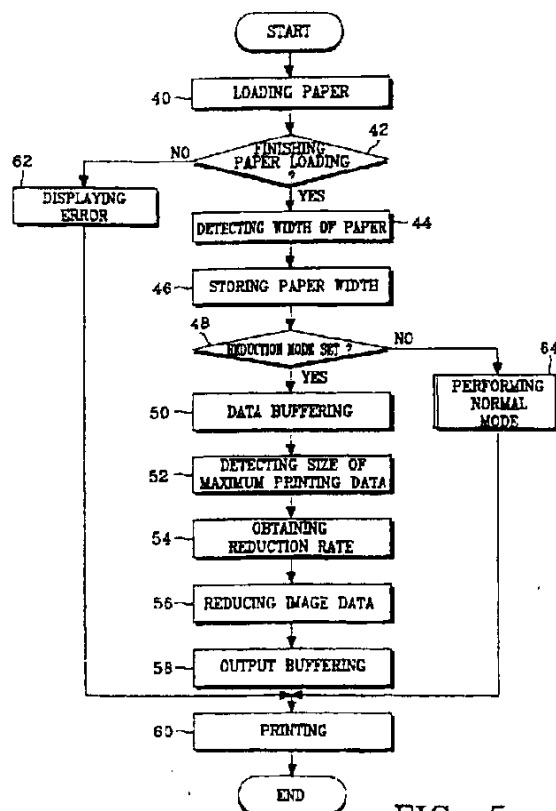 START
40
LOADING PAPER
42
FINISHING
PAPER LOADING
?
NO
YES
62
DISPLAYING
ERROR
DETECTING WIDTH OF PAPER
44
46
STORING PAPER WIDTH
48
REDUCTION MODE SET ?
NO
YES
64
PERFORMING
NORMAL
MODE
50
DATA BUFFERING
52
DETECTING SIZE OF
MAXIMUM PRINTING DATA
54
OBTAINING
REDUCTION RATE
56
REDUCING IMAGE DATA
58
OUTPUT BUFFERING
60
PRINTING
END
FIG. 5